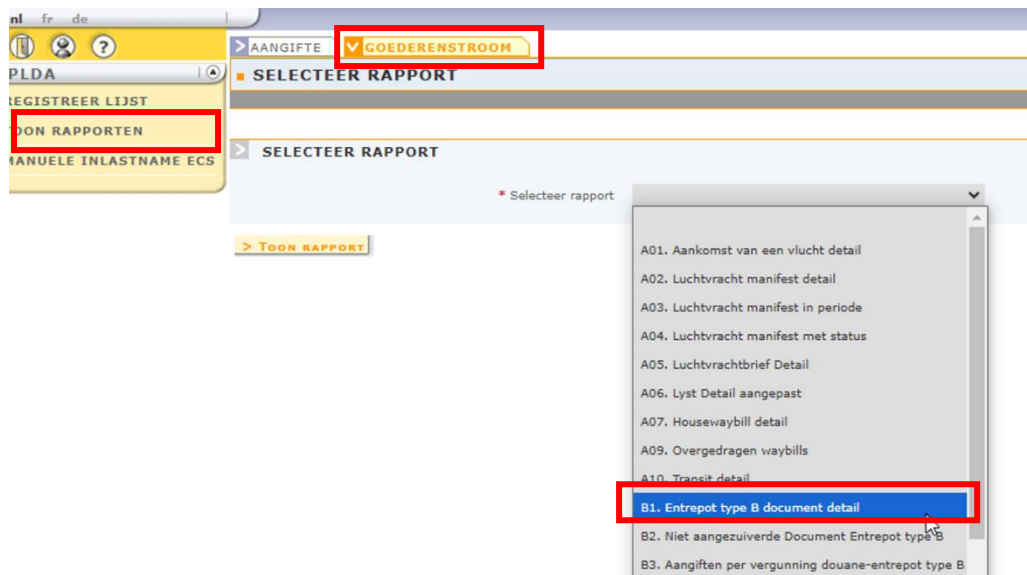 nl fr de
?
PLDA
REGISTREER LIJST
TOON RAPPORTEN
MANUELE INLASTNAME ECS
AANGIFTE GOEDERENSTROOM
SELECTEER RAPPORT
SELECTEER RAPPORT
* Selecteer rapport
> TOON RAPPORT
A01. Aankomst van een vlucht detail
A02. Luchtvracht manifest detail
A03. Luchtvracht manifest in periode
A04. Luchtvracht manifest met status
A05. Luchtvrachtbrief Detail
A06. Lyst Detail aangepast
A07. Housewaybill detail
A09. Overgedragen waybills
A10. Transit detail
B1. Entrepot type B document detail
B2. Niet aangezuiverde Document Entrepot type B
B3. Aangiften per vergunning douane-entrepot type B